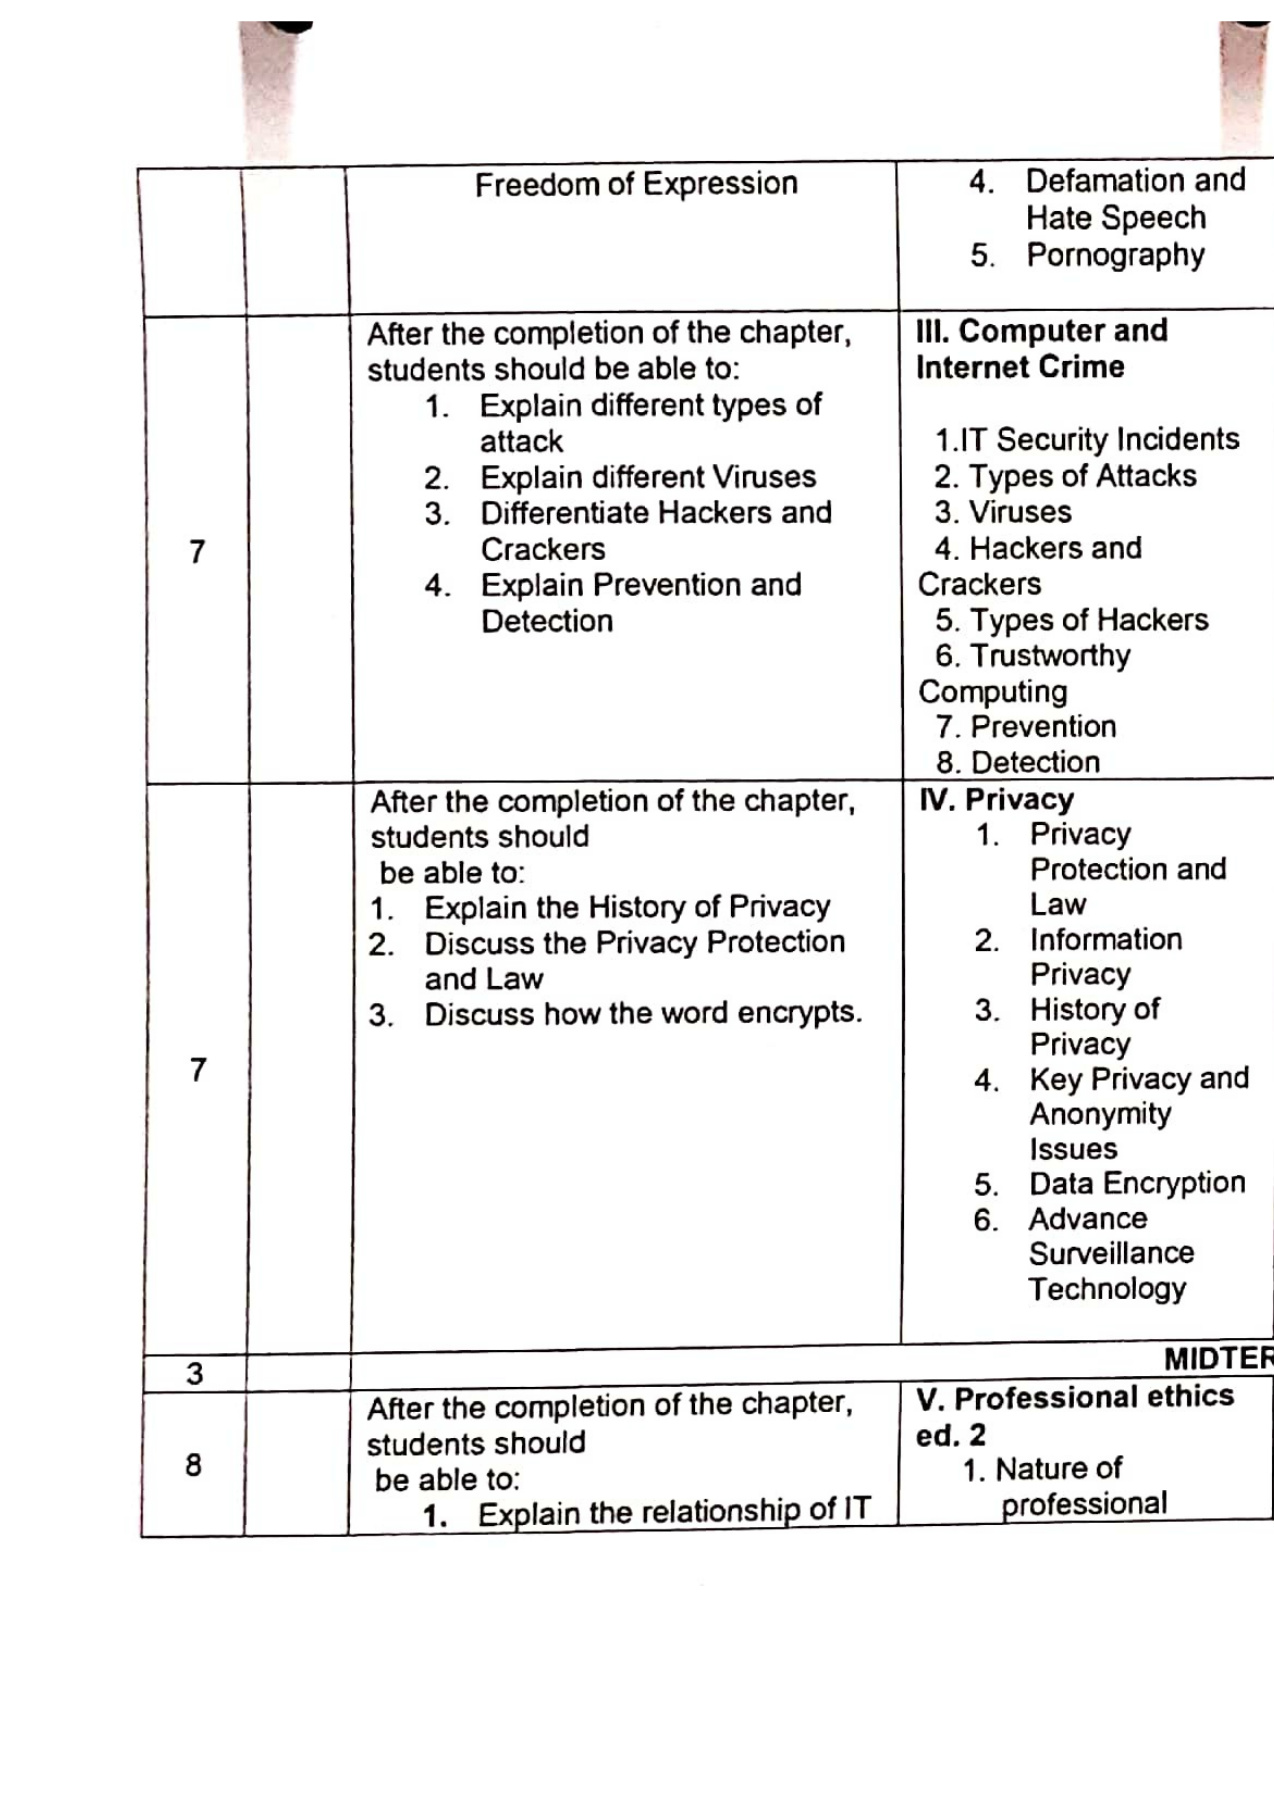 Freedom of Expression
4. Defamation and
Hate Speech
5. Pornography
7
After the completion of the chapter,
students should be able to:
1. Explain different types of
attack
2. Explain different Viruses
3. Differentiate Hackers and
Crackers
4. Explain Prevention and
Detection
III. Computer and
Internet Crime
1.IT Security Incidents
2. Types of Attacks
3. Viruses
4. Hackers and
Crackers
5. Types of Hackers
6. Trustworthy
Computing
7. Prevention
8. Detection
7
After the completion of the chapter,
students should
be able to:
1. Explain the History of Privacy
2. Discuss the Privacy Protection
and Law
3. Discuss how the word encrypts.
IV. Privacy
1. Privacy
Protection and
Law
2. Information
Privacy
3. History of
Privacy
4. Key Privacy and
Anonymity
Issues
5. Data Encryption
6. Advance
Surveillance
Technology
3
MIDTER
8
After the completion of the chapter,
students should
be able to:
1. Explain the relationship of IT
V. Professional ethics
ed. 2
1. Nature of
professional